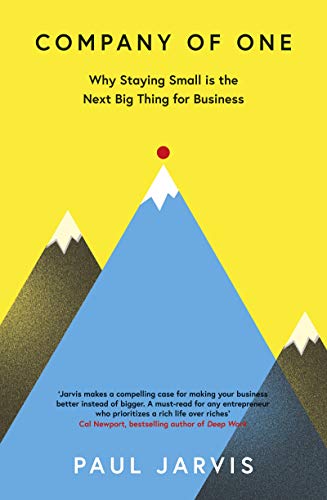 COMPANY OF ONE
Why Staying Small is the
Next Big Thing for Business
'Jarvis makes a compelling case for making your business
better instead of bigger. A must-read for any entrepreneur
who prioritizes a rich life over riches'
Cal Newport, bestselling author of Deep Work
PAUL JARVIS